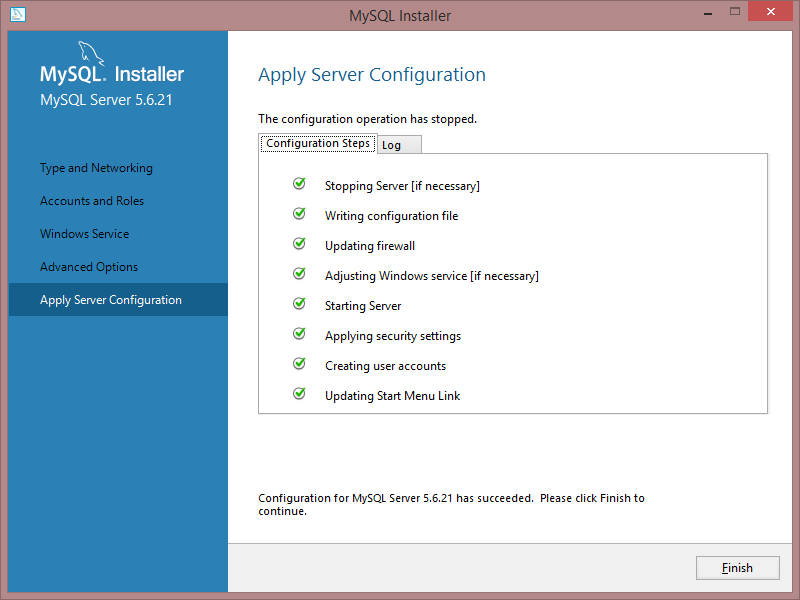 MySQL Installer
MySQL. Installer
MySQL Server 5.6.21
Type and Networking
Accounts and Roles
Windows Service
Advanced Options
Apply Server Configuration
Apply Server Configuration
The configuration operation has stopped.
Configuration Steps
Log
Stopping Server [if necessary]
Writing configuration file
Updating firewall
Adjusting Windows service [if necessary]
Starting Server
Applying security settings
Creating user accounts
Updating Start Menu Link
Configuration for MySQL Server 5.6.21 has succeeded.  Please click Finish to
continue.
Finish